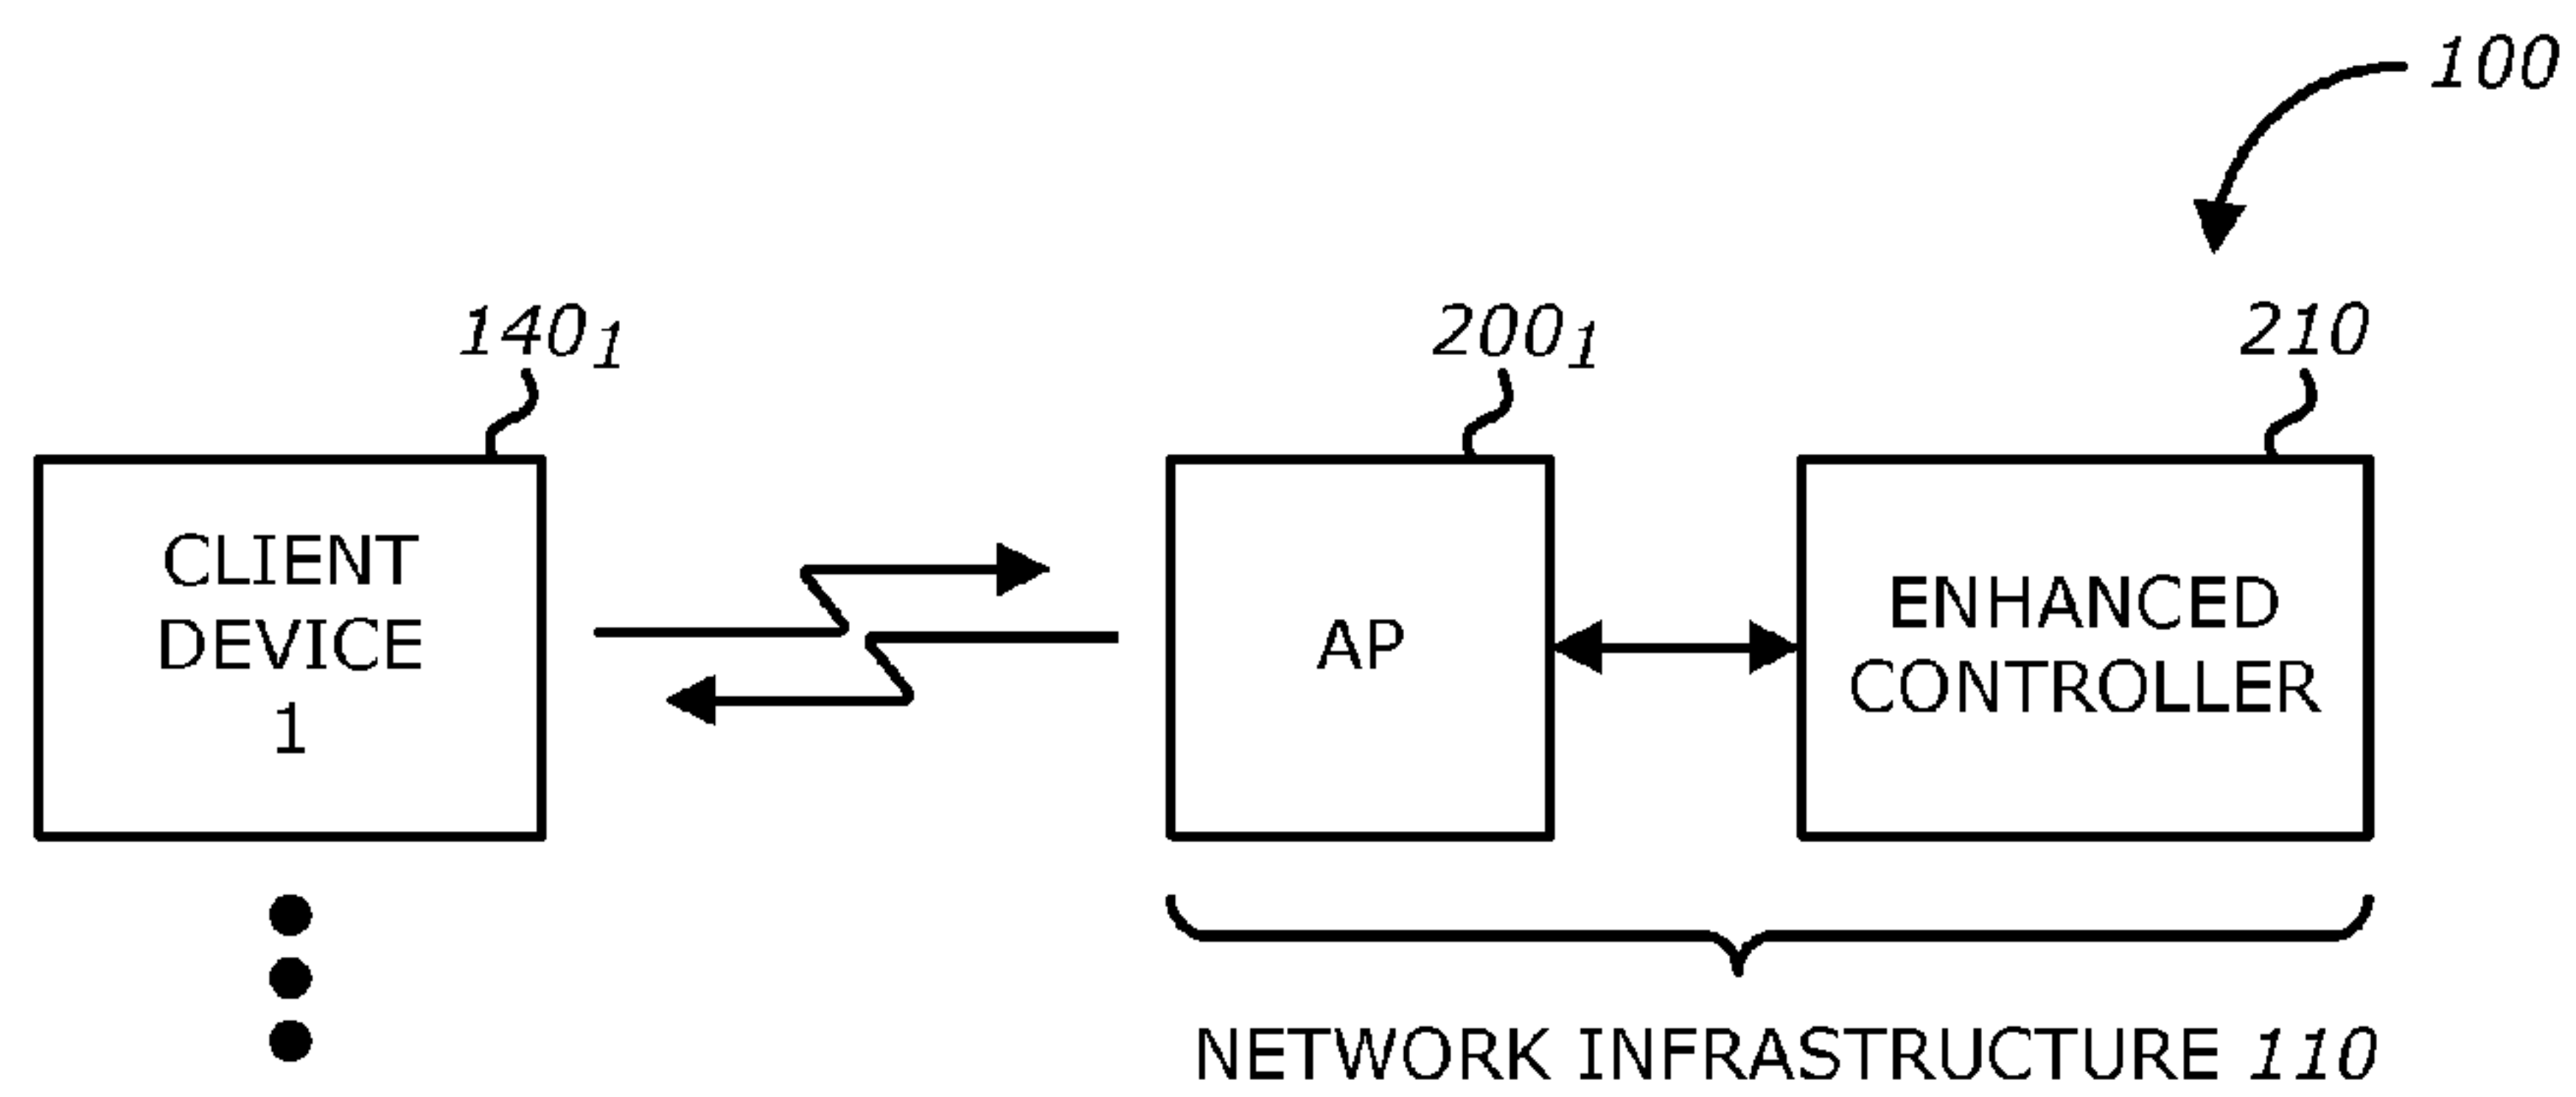 100
140₁
200₁
210
CLIENT
DEVICE
1
AP
ENHANCED
CONTROLLER
NETWORK INFRASTRUCTURE 110